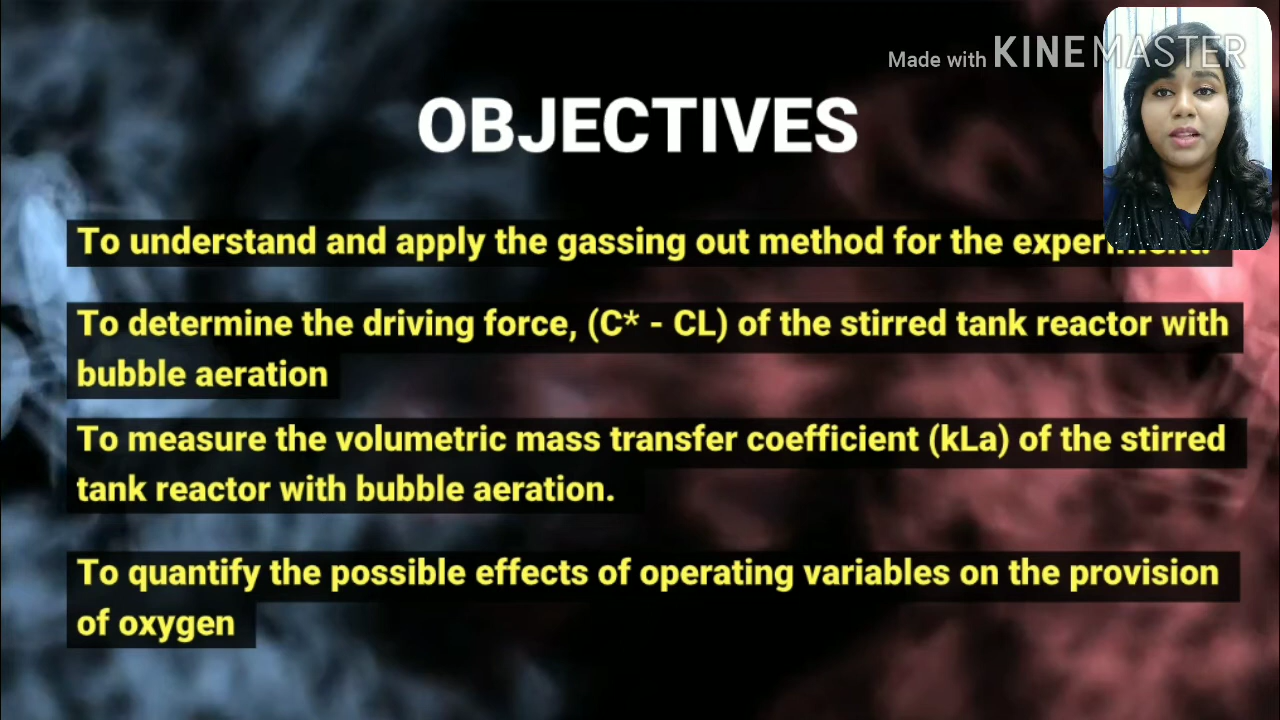 Made with KINEMASTER
OBJECTIVES
To understand and apply the gassing out method for the experiment.
To determine the driving force, (C* - CL) of the stirred tank reactor with
bubble aeration
To measure the volumetric mass transfer coefficient (kLa) of the stirred
tank reactor with bubble aeration.
To quantify the possible effects of operating variables on the provision
of oxygen